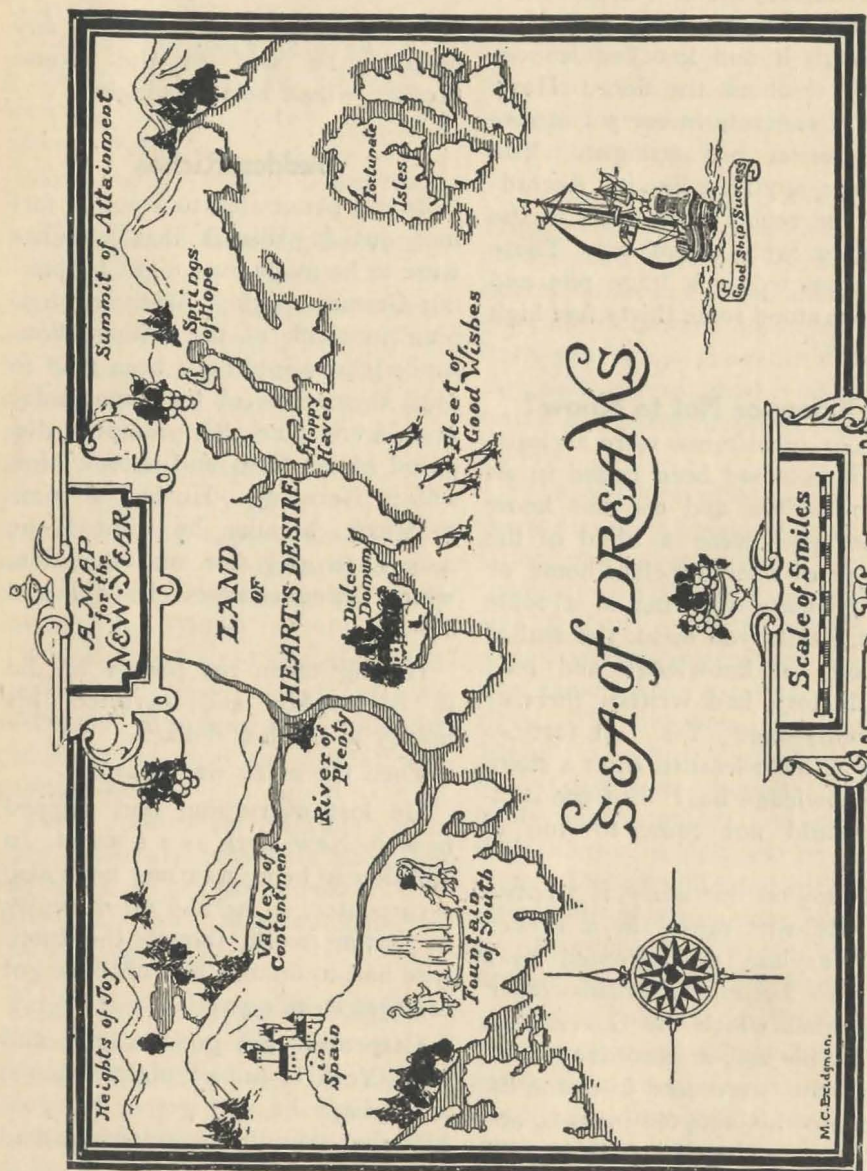 A MAP
for the
NEW·YEAR
Heights of Joy
Summit of Attainment
Valley of
Contentment
in
Spain
River of
Plenty
LAND
OF
HEART'S DESIRE
Springs
of Hope
Happy
Haven
Dulce
Domum
Fountain
of Youth
Fortunate
Isles
Fleet of
Good Wishes
SEA of DREAMS
Good Ship "Success"
Scale of Smiles
M.C. Bridgman.